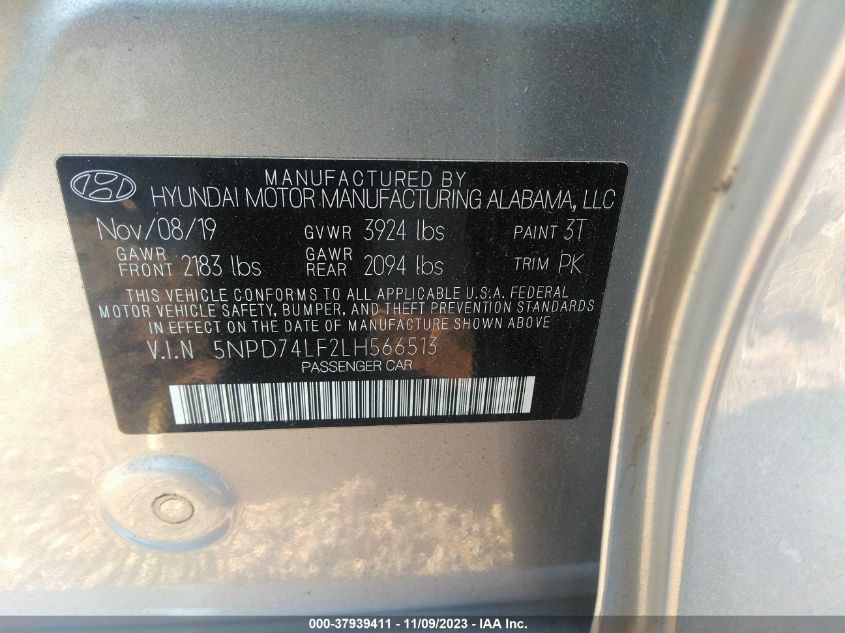 MANUFACTURED BY
HYUNDAI MOTOR MANUFACTURING ALABAMA, LLC
Nov/08/19 GVWR 3924 lbs PAINT 3T
GAWR FRONT 2183 lbs GAWR REAR 2094 lbs TRIM PK
THIS VEHICLE CONFORMS TO ALL APPLICABLE U.S.A. FEDERAL
MOTOR VEHICLE SAFETY, BUMPER, AND THEFT PREVENTION STANDARDS
IN EFFECT ON THE DATE OF MANUFACTURE SHOWN ABOVE
V.I.N 5NPD74LF2LH566513
PASSENGER CAR
000-37939411 - 11/09/2023 - IAA Inc.